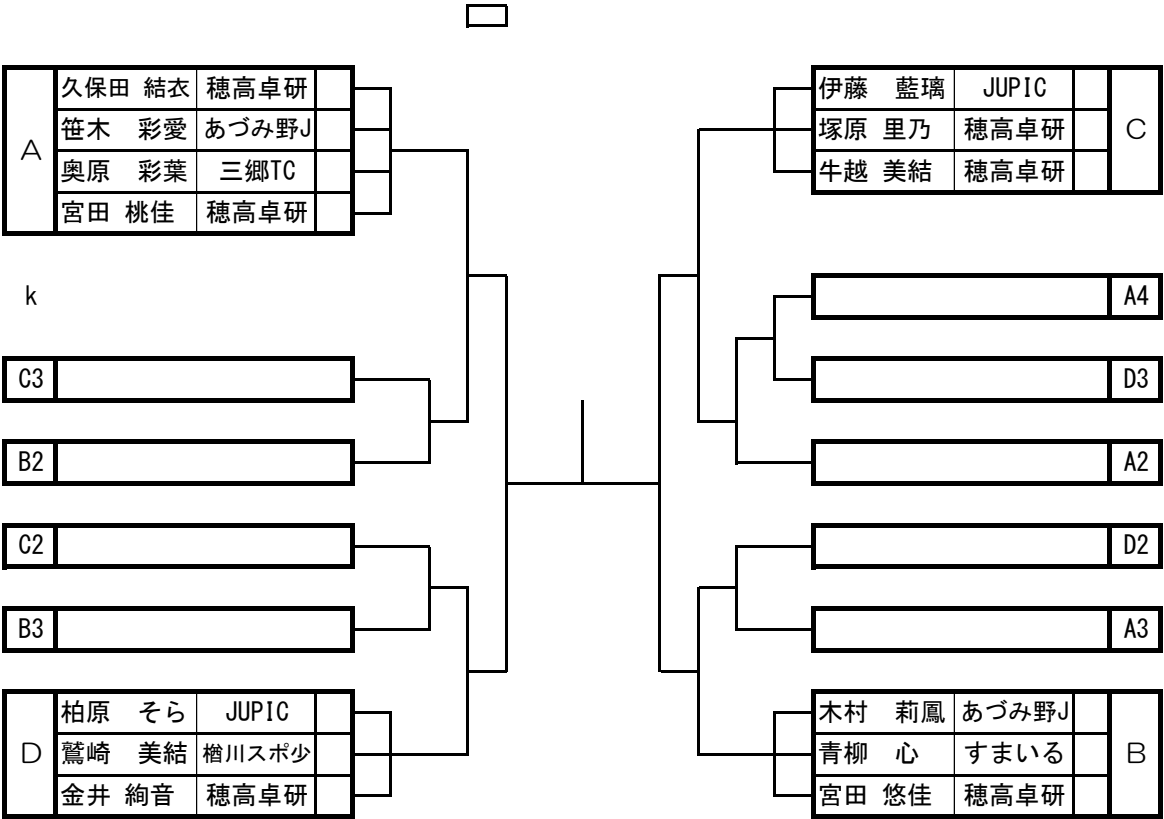 A
久保田 結衣 穂高卓研
笹木 彩愛 あづみ野J
奥原 彩葉 三郷TC
宮田 桃佳 穂高卓研
k
C3
B2
C2
B3
D
柏原 そら JUPIC
鷲崎 美結 楢川スポ少
金井 絢音 穂高卓研
伊藤 藍璃 JUPIC
塚原 里乃 穂高卓研
牛越 美結 穂高卓研
C
A4
D3
A2
D2
A3
木村 莉鳳 あづみ野J
青柳 心 すまいる
宮田 悠佳 穂高卓研
B